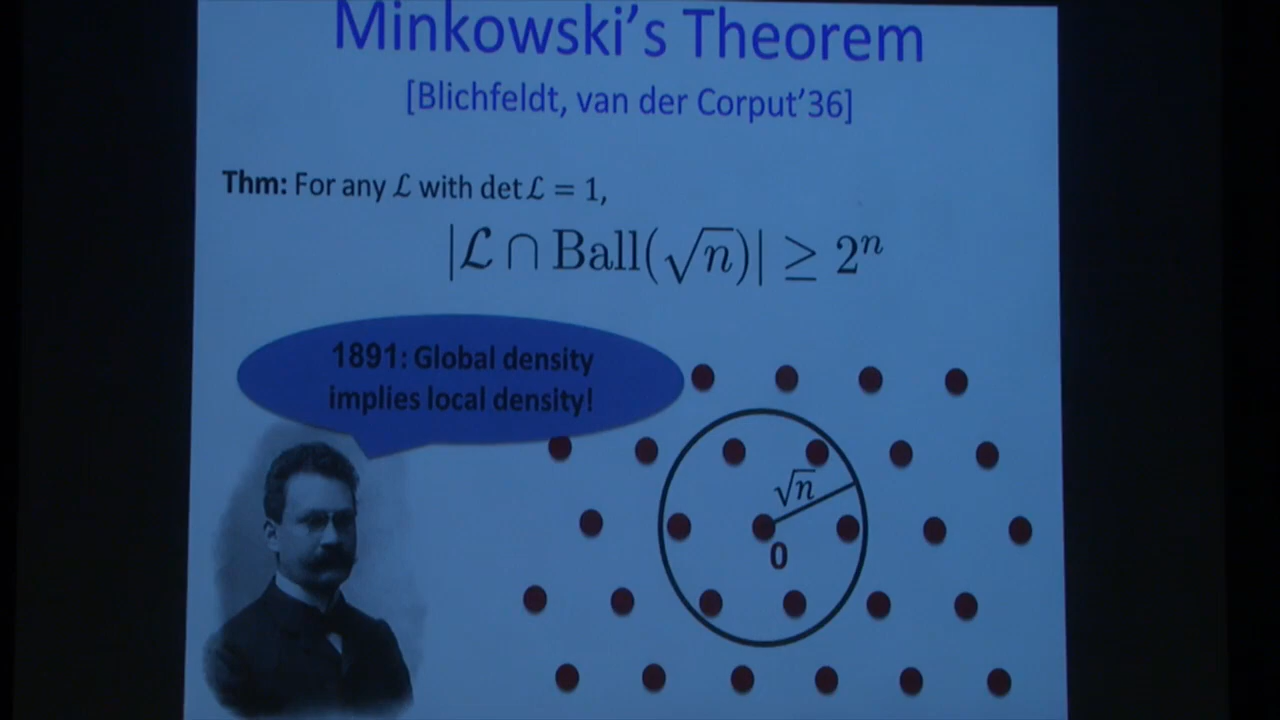 Minkowski's Theorem
[Blichfeldt, van der Corput'36]
Thm: For any ℒ with det ℒ = 1,
|ℒ ∩ Ball(√n)| ≥ 2ⁿ
1891: Global density
implies local density!
√n
0